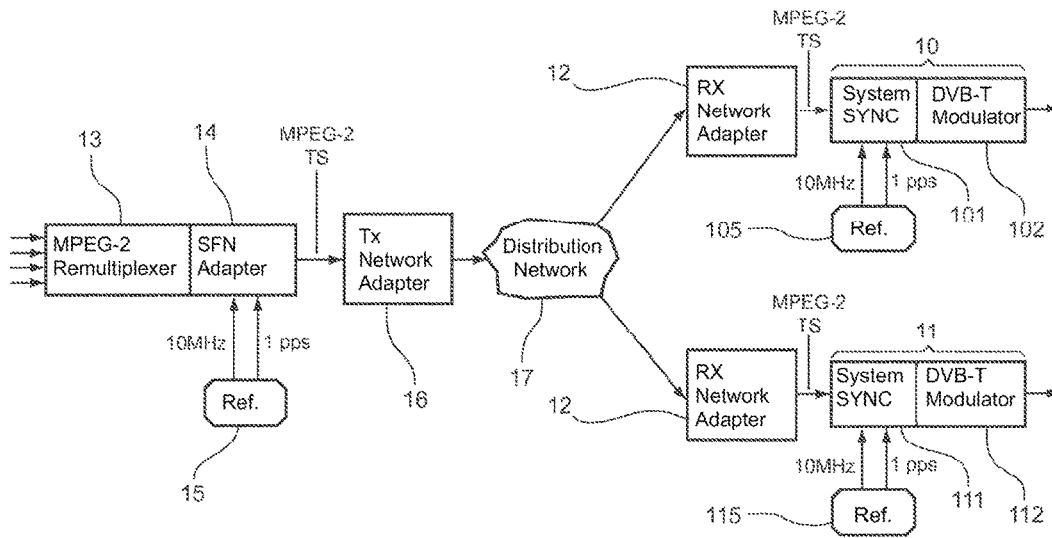 MPEG-2
TS
10
12
RX
Network
Adapter
System
SYNC
DVB-T
Modulator
10MHz
1 pps
105
Ref.
101
102
13
14
MPEG-2
TS
MPEG-2
Remultiplexer
SFN
Adapter
Tx
Network
Adapter
Distribution
Network
10MHz
1 pps
Ref.
15
16
17
MPEG-2
TS
11
12
RX
Network
Adapter
System
SYNC
DVB-T
Modulator
10MHz
1 pps
115
Ref.
111
112